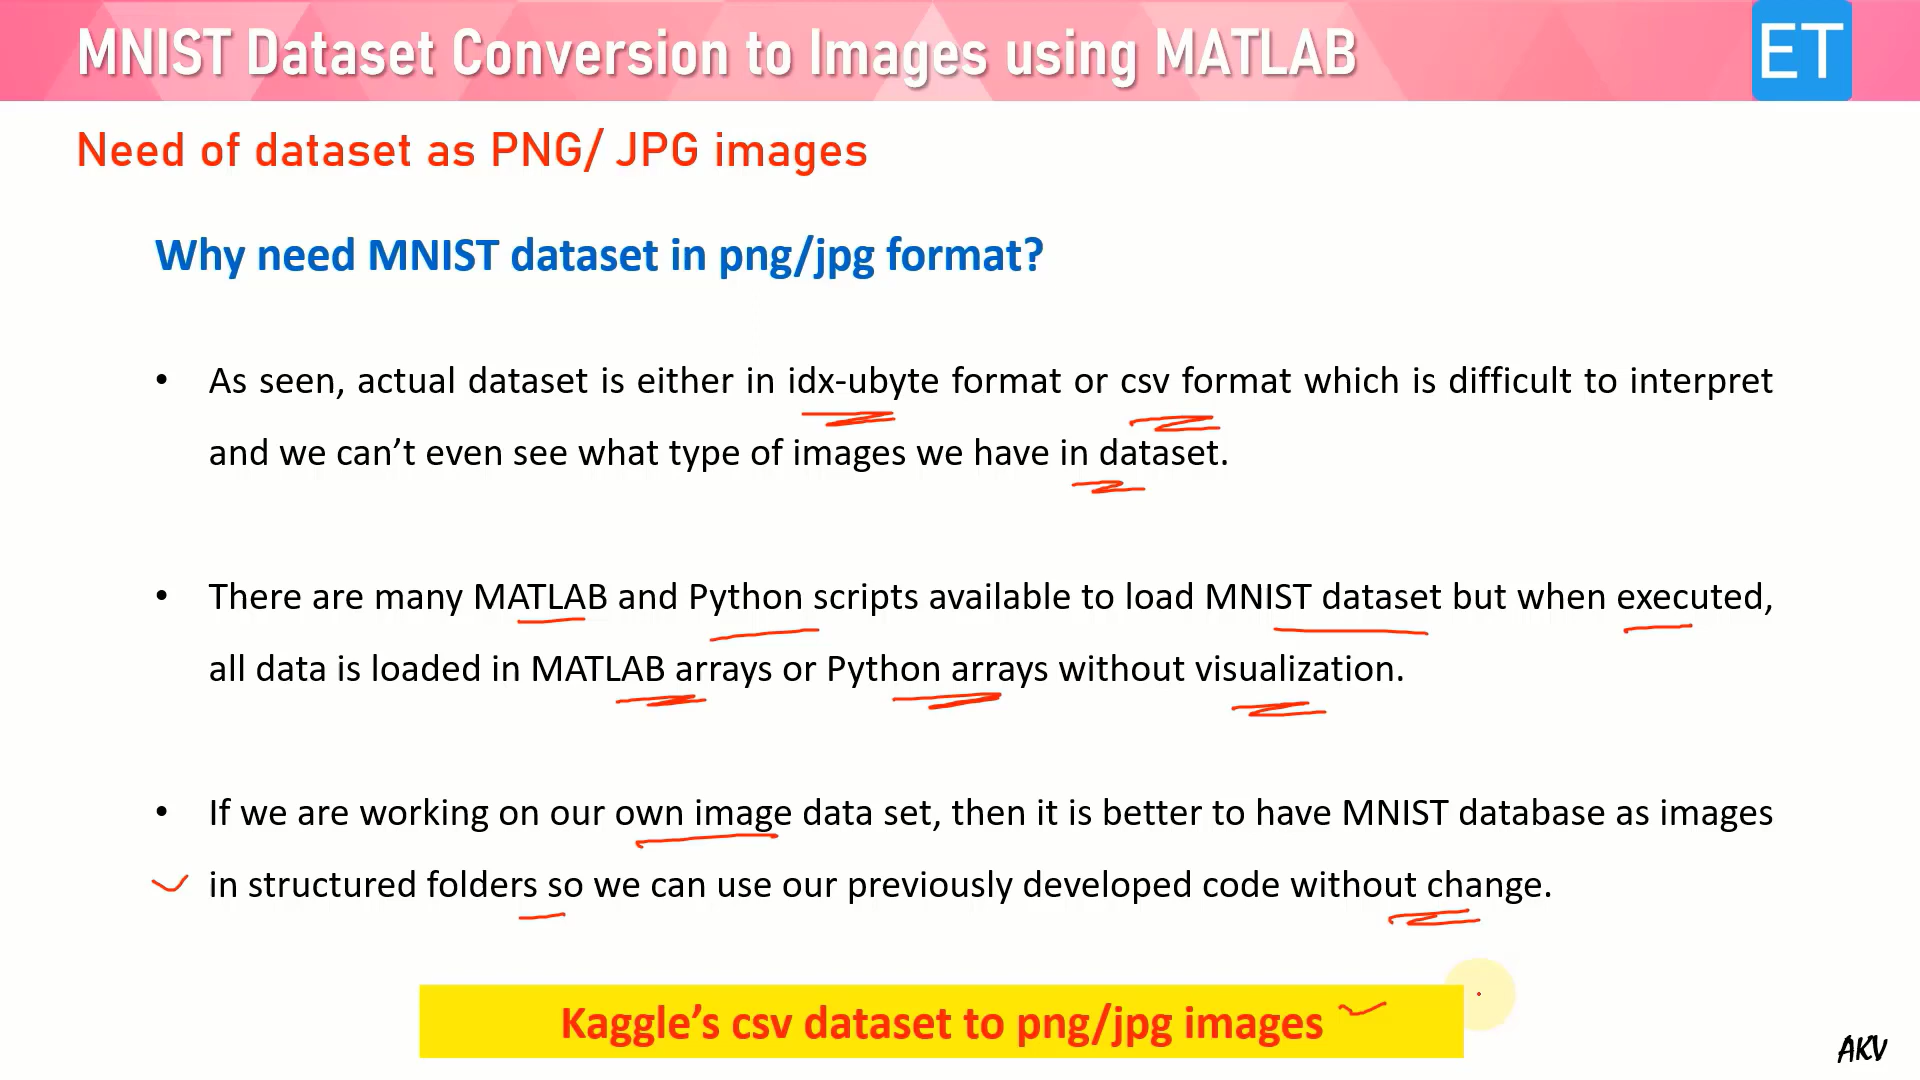 MNIST Dataset Conversion to Images using MATLAB
ET
Need of dataset as PNG/ JPG images
Why need MNIST dataset in png/jpg format?
• As seen, actual dataset is either in idx-ubyte format or csv format which is difficult to interpret
and we can’t even see what type of images we have in dataset.
• There are many MATLAB and Python scripts available to load MNIST dataset but when executed,
all data is loaded in MATLAB arrays or Python arrays without visualization.
• If we are working on our own image data set, then it is better to have MNIST database as images
in structured folders so we can use our previously developed code without change.
Kaggle’s csv dataset to png/jpg images
AKV